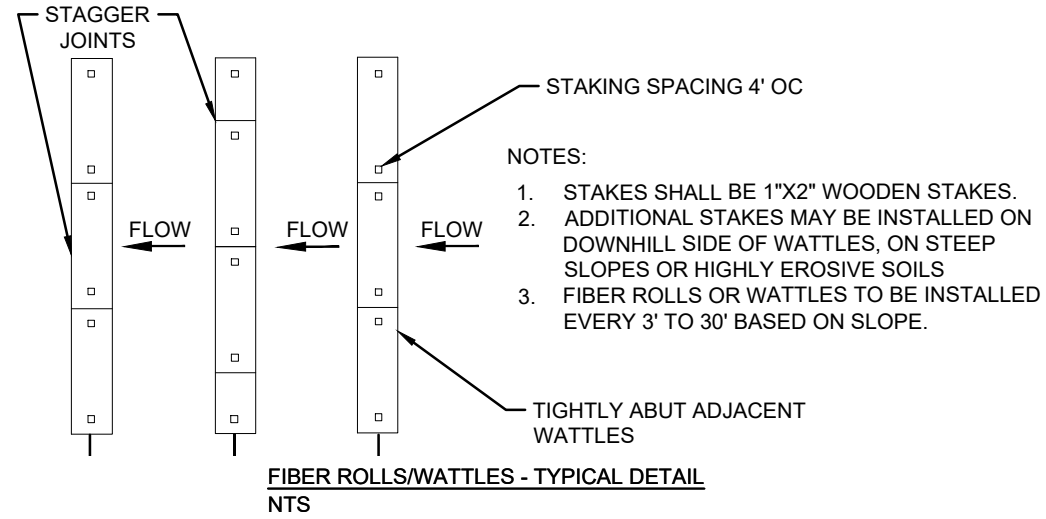 STAGGER
JOINTS
STAKING SPACING 4' OC
NOTES:
1. STAKES SHALL BE 1"X2" WOODEN STAKES.
2. ADDITIONAL STAKES MAY BE INSTALLED ON
DOWNHILL SIDE OF WATTLES, ON STEEP
SLOPES OR HIGHLY EROSIVE SOILS
3. FIBER ROLLS OR WATTLES TO BE INSTALLED
EVERY 3' TO 30' BASED ON SLOPE.
FLOW
FLOW
FLOW
TIGHTLY ABUT ADJACENT
WATTLES
FIBER ROLLS/WATTLES - TYPICAL DETAIL
NTS